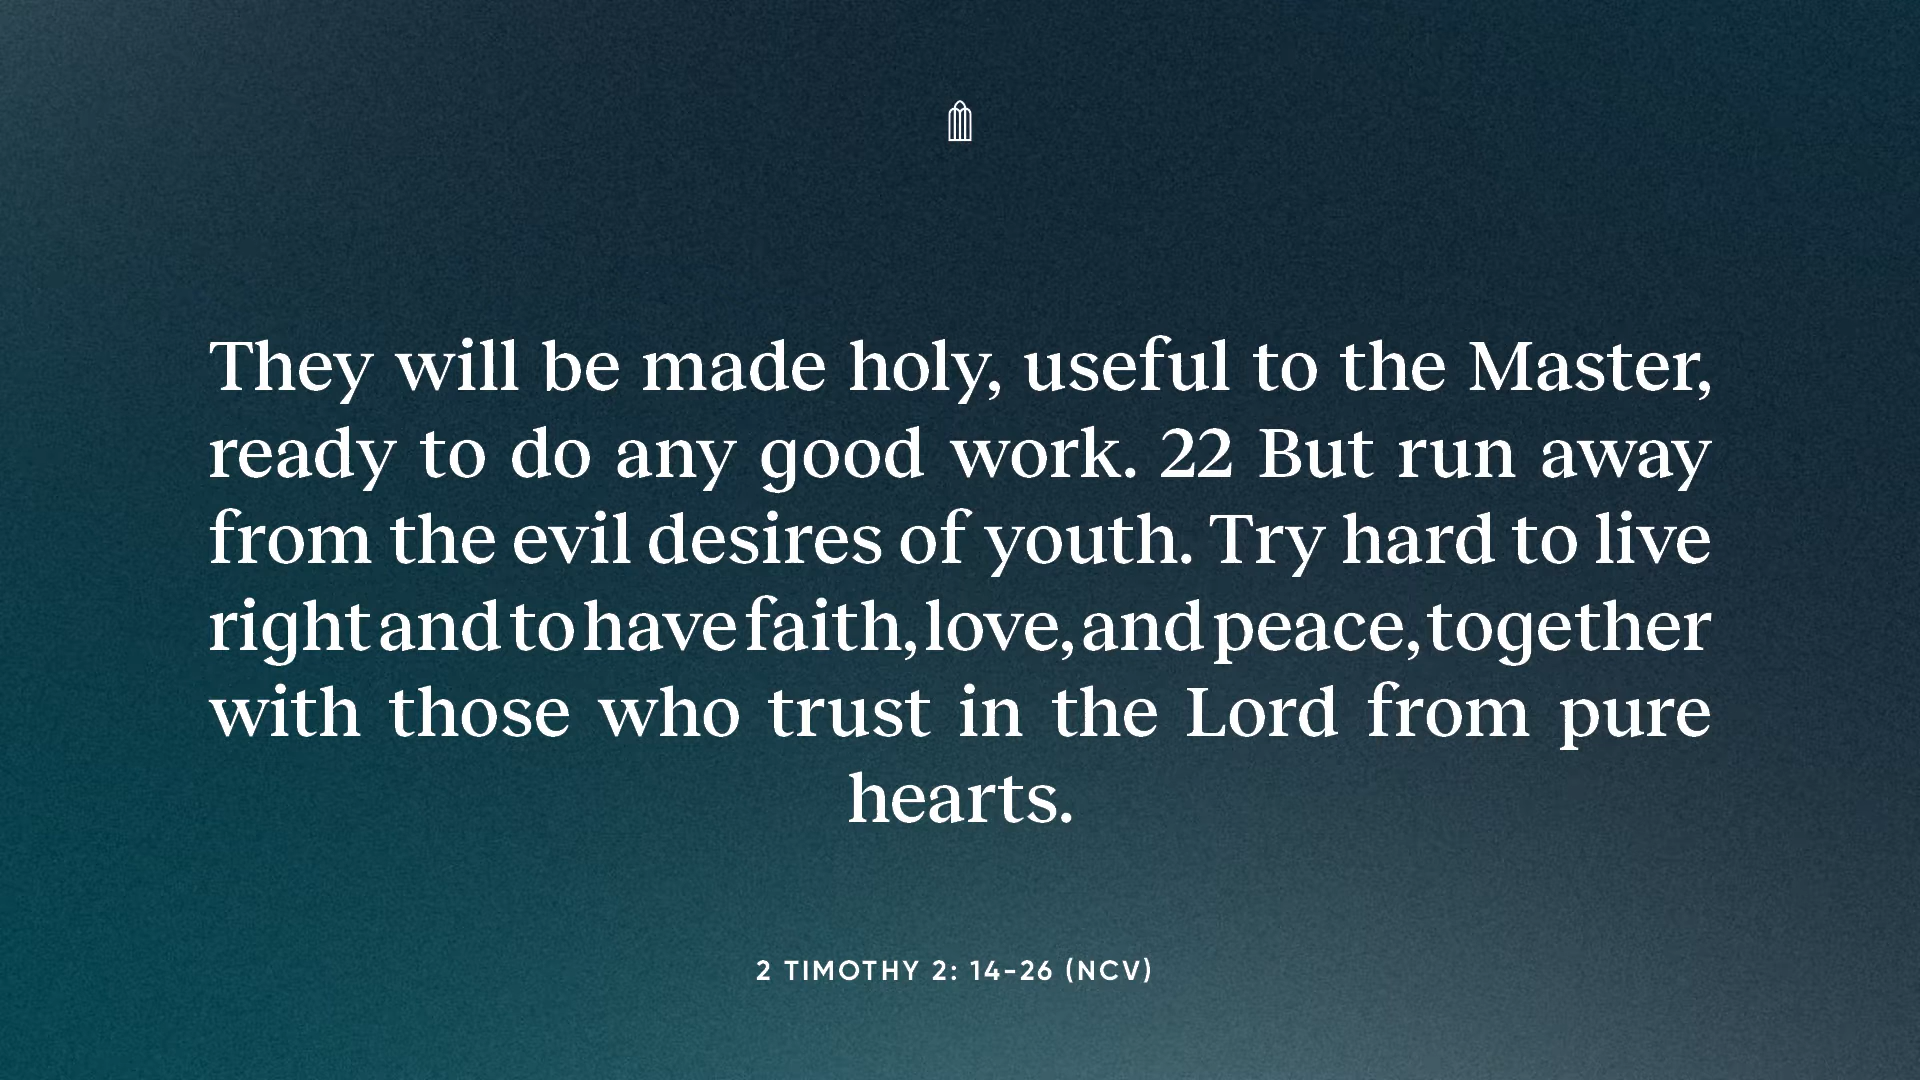 They will be made holy, useful to the Master,
ready to do any good work. 22 But run away
from the evil desires of youth. Try hard to live
right and to have faith, love, and peace, together
with those who trust in the Lord from pure
hearts.
2 TIMOTHY 2: 14-26 (NCV)